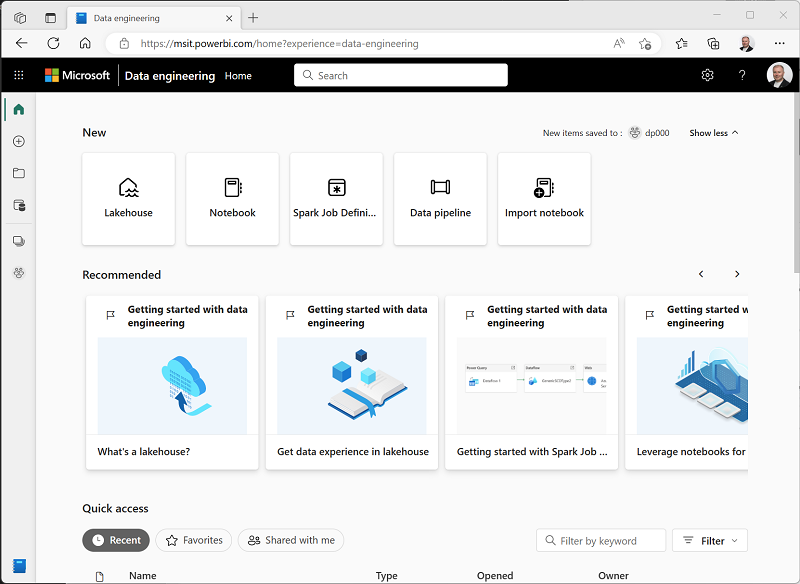 Data engineering
https://msit.powerbi.com/home?experience=data-engineering
Microsoft Data engineering Home Search ?
New
New items saved to : dp000 Show less
Lakehouse Notebook Spark Job Defini... Data pipeline Import notebook
Recommended
Getting started with data Getting started with data Getting started with data Getting started with
engineering engineering engineering engineering
Power Query Dataflow Web
Dataflow 1
What's a lakehouse? Get data experience in lakehouse Getting started with Spark Job ... Leverage notebooks for
Quick access
Recent Favorites Shared with me Filter by keyword Filter
Name Type Opened Owner